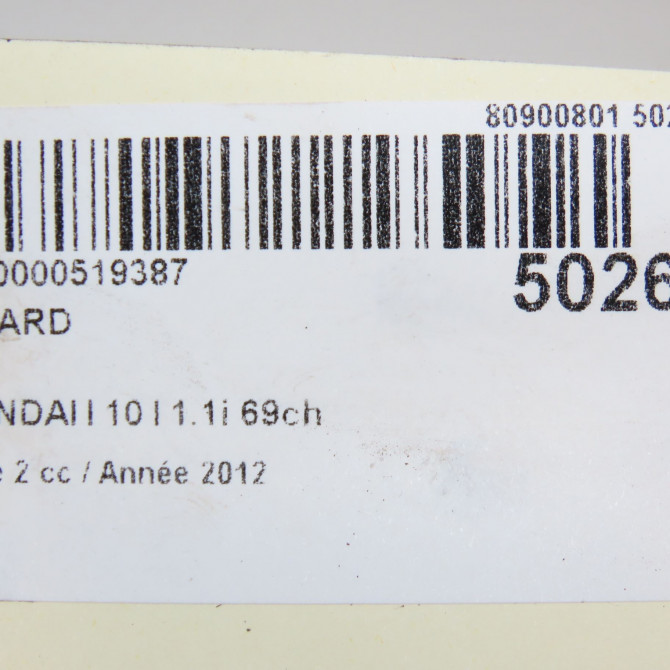 80900801 502
0000519387
5026
ARD
NDAI I 10 I 1.1i 69ch
e 2 cc / Année 2012